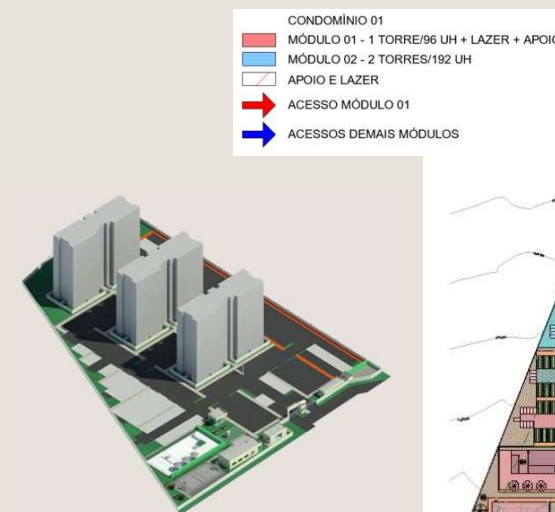 CONDOMÍNIO 01
MÓDULO 01 - 1 TORRE/96 UH + LAZER + APOIO
MÓDULO 02 - 2 TORRES/192 UH
APOIO E LAZER
ACESSO MÓDULO 01
ACESSOS DEMAIS MÓDULOS